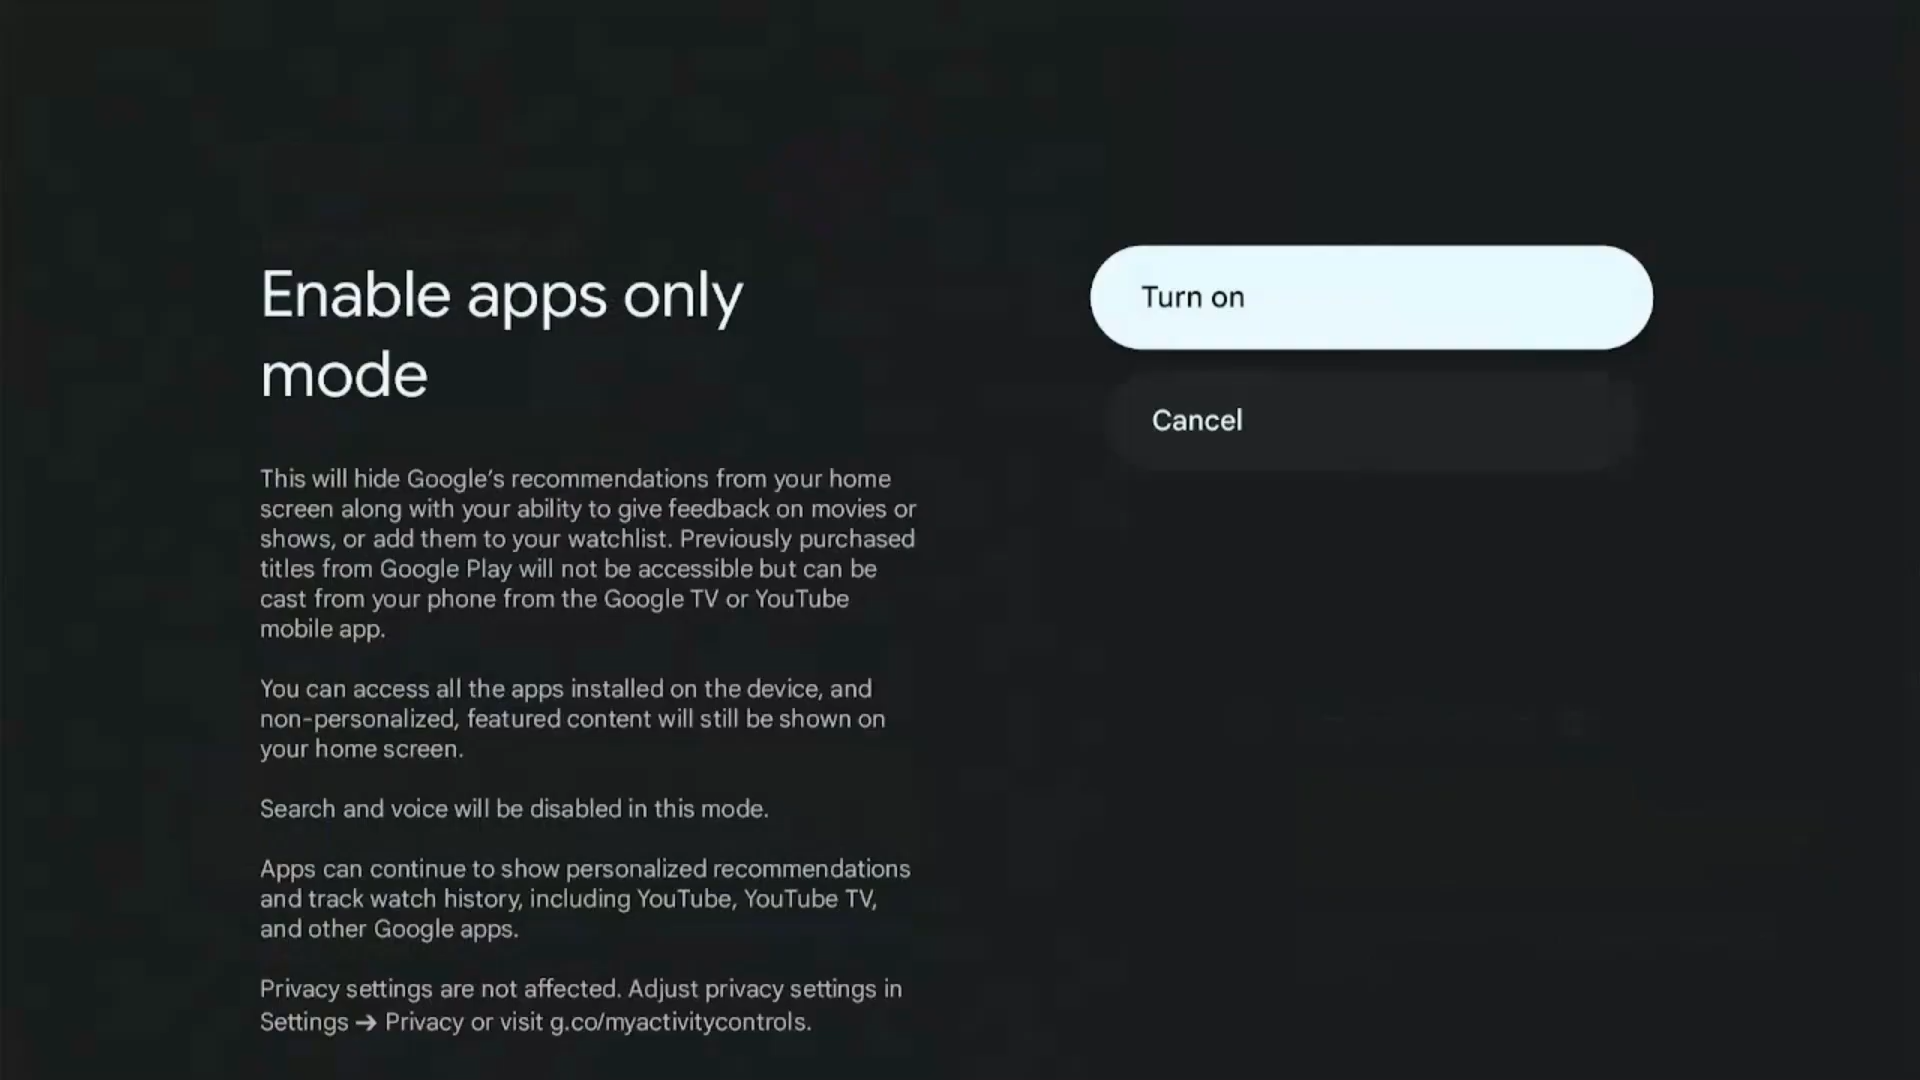 Enable apps only
mode
Turn on
Cancel
This will hide Google’s recommendations from your home
screen along with your ability to give feedback on movies or
shows, or add them to your watchlist. Previously purchased
titles from Google Play will not be accessible but can be
cast from your phone from the Google TV or YouTube
mobile app.
You can access all the apps installed on the device, and
non-personalized, featured content will still be shown on
your home screen.
Search and voice will be disabled in this mode.
Apps can continue to show personalized recommendations
and track watch history, including YouTube, YouTube TV,
and other Google apps.
Privacy settings are not affected. Adjust privacy settings in
Settings → Privacy or visit g.co/myactivitycontrols.